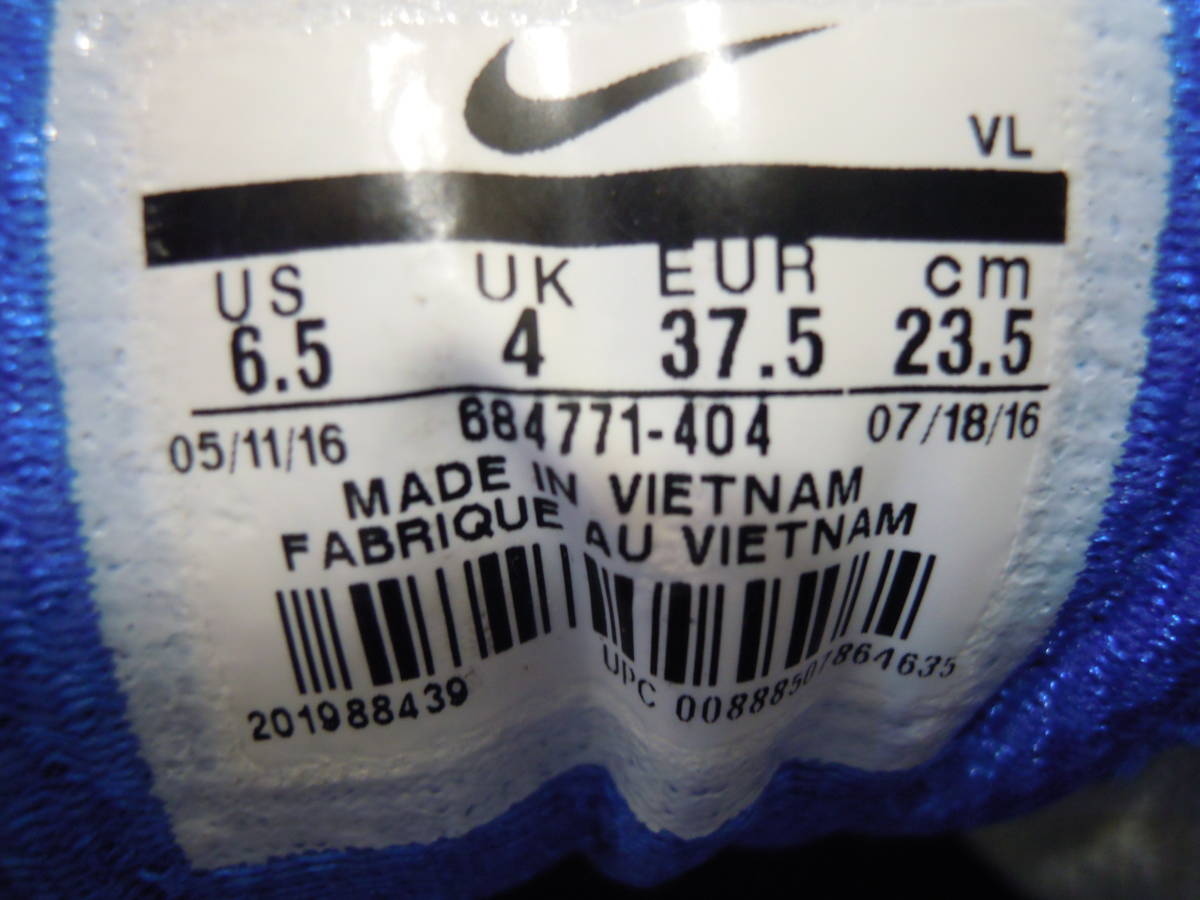 VL
US UK EUR cm
6.5 4 37.5 23.5
05/11/16 684771-404 07/18/16
MADE IN VIETNAM
FABRIQUE AU VIETNAM
201988439 UPC 00888507864635